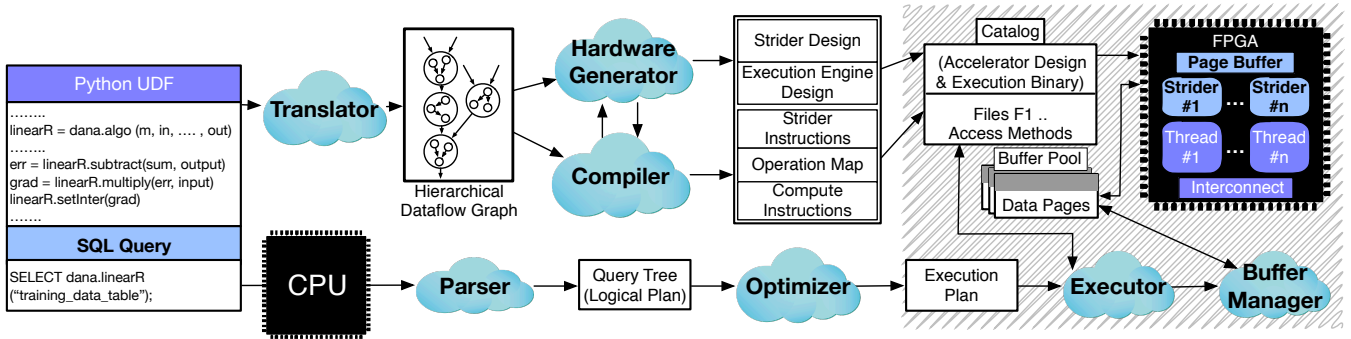 Python UDF
........
linearR = dana.algo (m, in, .... , out)
........
err = linearR.subtract(sum, output)
grad = linearR.multiply(err, input)
linearR.setInter(grad)
.......
SQL Query
SELECT dana.linearR
(“training_data_table”);
Translator
Hierarchical
Dataflow Graph
Hardware
Generator
Compiler
Strider Design
Execution Engine
Design
Strider
Instructions
Operation Map
Compute
Instructions
Catalog
(Accelerator Design
& Execution Binary)
Files F1 ..
Access Methods
Buffer Pool
Data Pages
FPGA
Page Buffer
Strider
#1
...
Strider
#n
Thread
#1
...
Thread
#n
Interconnect
CPU
Parser
Query Tree
(Logical Plan)
Optimizer
Execution
Plan
Executor
Buffer
Manager